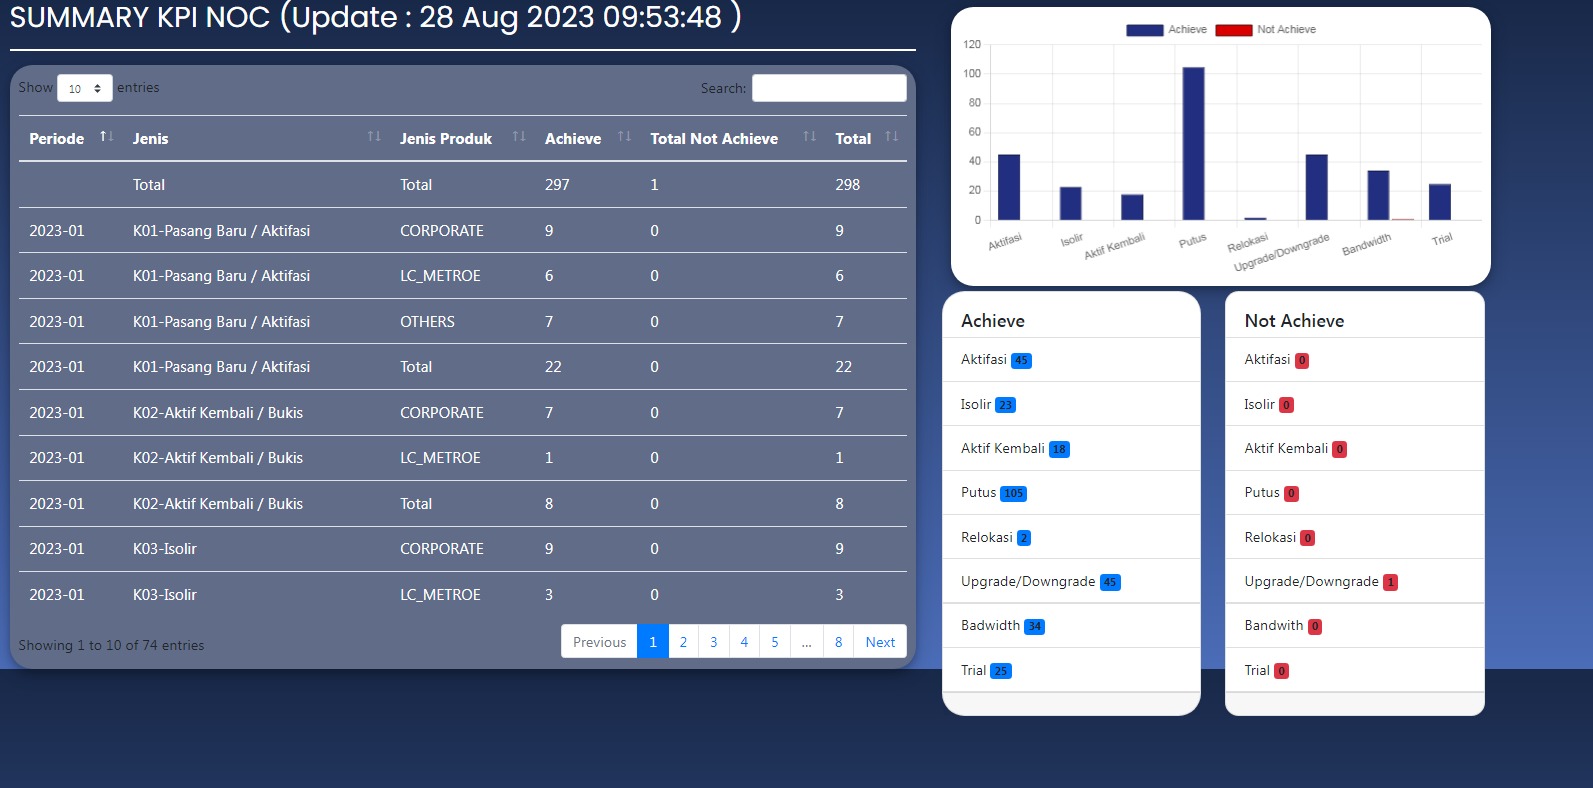 SUMMARY KPI NOC (Update : 28 Aug 2023 09:53:48 )
Show 10 entries
Search:
Periode Jenis Jenis Produk Achieve Total Not Achieve Total
Total Total 297 1 298
2023-01 K01-Pasang Baru / Aktifasi CORPORATE 9 0 9
2023-01 K01-Pasang Baru / Aktifasi LC_METROE 6 0 6
2023-01 K01-Pasang Baru / Aktifasi OTHERS 7 0 7
2023-01 K01-Pasang Baru / Aktifasi Total 22 0 22
2023-01 K02-Aktif Kembali / Bukis CORPORATE 7 0 7
2023-01 K02-Aktif Kembali / Bukis LC_METROE 1 0 1
2023-01 K02-Aktif Kembali / Bukis Total 8 0 8
2023-01 K03-Isolir CORPORATE 9 0 9
2023-01 K03-Isolir LC_METROE 3 0 3
Showing 1 to 10 of 74 entries
Previous 1 2 3 4 5 ... 8 Next
Achieve Not Achieve
120
100
80
60
40
20
0
Aktifasi Isolir Aktif Kembali Putus Relokasi Upgrade/Downgrade Bandwidth Trial
Achieve
Aktifasi 45
Isolir 23
Aktif Kembali 18
Putus 105
Relokasi 2
Upgrade/Downgrade 45
Badwidth 34
Trial 25
Not Achieve
Aktifasi 0
Isolir 0
Aktif Kembali 0
Putus 0
Relokasi 0
Upgrade/Downgrade 1
Bandwith 0
Trial 0